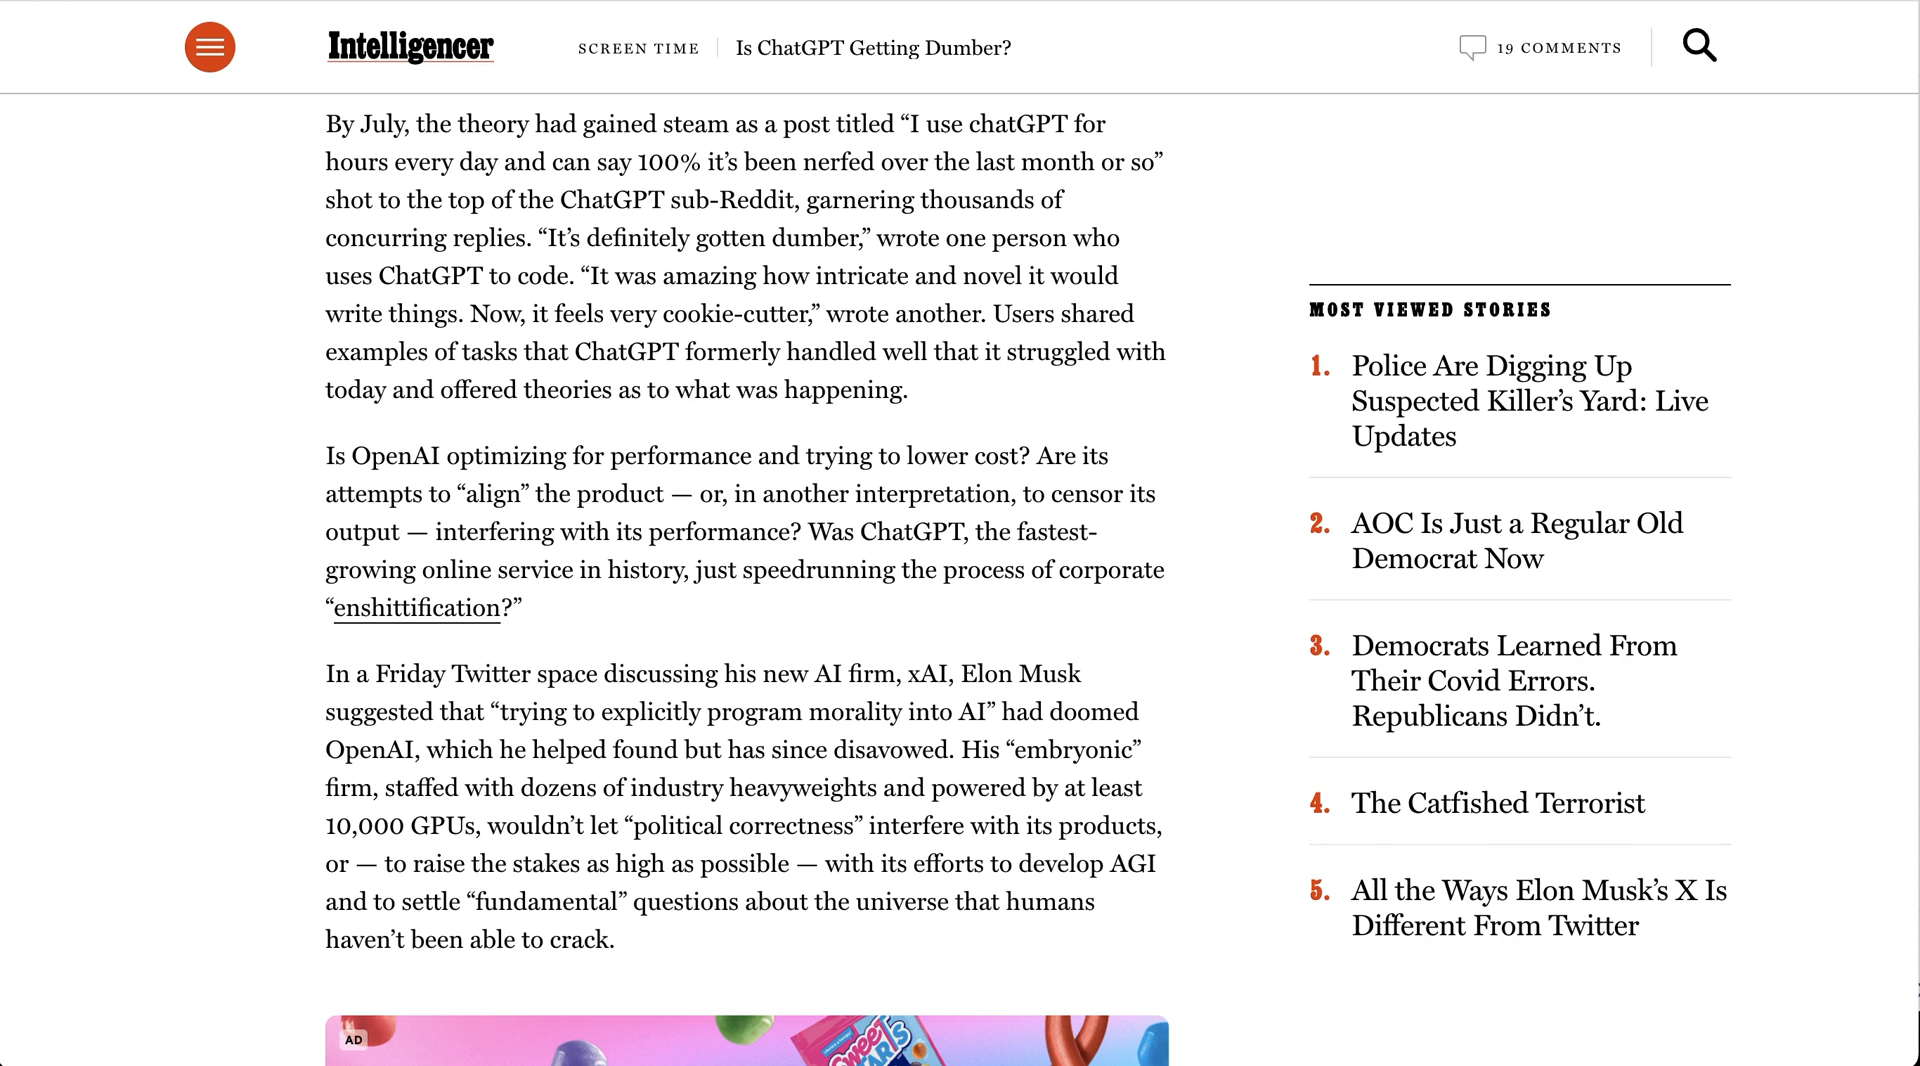 Intelligencer
SCREEN TIME
Is ChatGPT Getting Dumber?
19 COMMENTS
By July, the theory had gained steam as a post titled “I use chatGPT for
hours every day and can say 100% it’s been nerfed over the last month or so”
shot to the top of the ChatGPT sub-Reddit, garnering thousands of
concurring replies. “It’s definitely gotten dumber,” wrote one person who
uses ChatGPT to code. “It was amazing how intricate and novel it would
write things. Now, it feels very cookie-cutter,” wrote another. Users shared
examples of tasks that ChatGPT formerly handled well that it struggled with
today and offered theories as to what was happening.
Is OpenAI optimizing for performance and trying to lower cost? Are its
attempts to “align” the product — or, in another interpretation, to censor its
output — interfering with its performance? Was ChatGPT, the fastest-
growing online service in history, just speedrunning the process of corporate
“enshittification?”
In a Friday Twitter space discussing his new AI firm, xAI, Elon Musk
suggested that “trying to explicitly program morality into AI” had doomed
OpenAI, which he helped found but has since disavowed. His “embryonic”
firm, staffed with dozens of industry heavyweights and powered by at least
10,000 GPUs, wouldn’t let “political correctness” interfere with its products,
or — to raise the stakes as high as possible — with its efforts to develop AGI
and to settle “fundamental” questions about the universe that humans
haven’t been able to crack.
AD
MOST VIEWED STORIES
1. Police Are Digging Up
Suspected Killer’s Yard: Live
Updates
2. AOC Is Just a Regular Old
Democrat Now
3. Democrats Learned From
Their Covid Errors.
Republicans Didn’t.
4. The Catfished Terrorist
5. All the Ways Elon Musk’s X Is
Different From Twitter